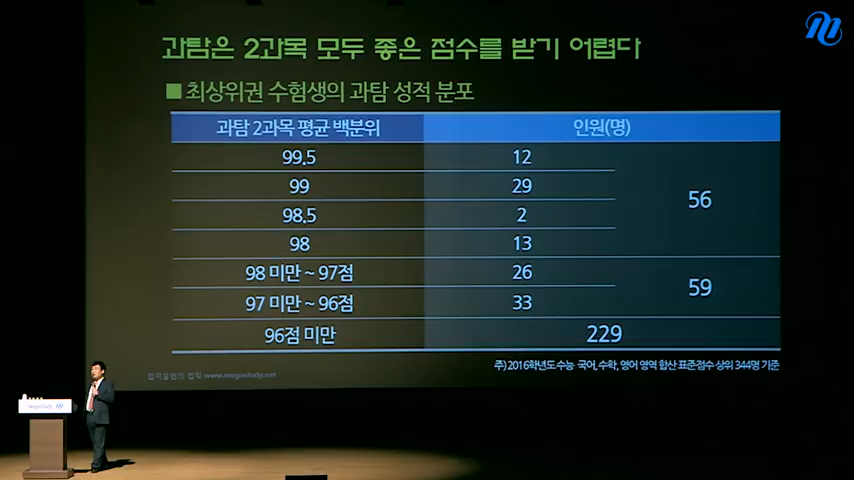 과탐은 2과목 모두 좋은 점수를 받기 어렵다
■ 최상위권 수험생의 과탐 성적 분포
과탐 2과목 평균 백분위 인원(명)
99.5 12
99 29
56
98.5 2
98 13
98 미만 ~ 97점 26
59
97 미만 ~ 96점 33
96점 미만 229
주) 2016학년도 수능 국어, 수학, 영어 영역 합산 표준점수 상위 344명 기준
합격불변의 법칙 www.megastudy.net
megastudy